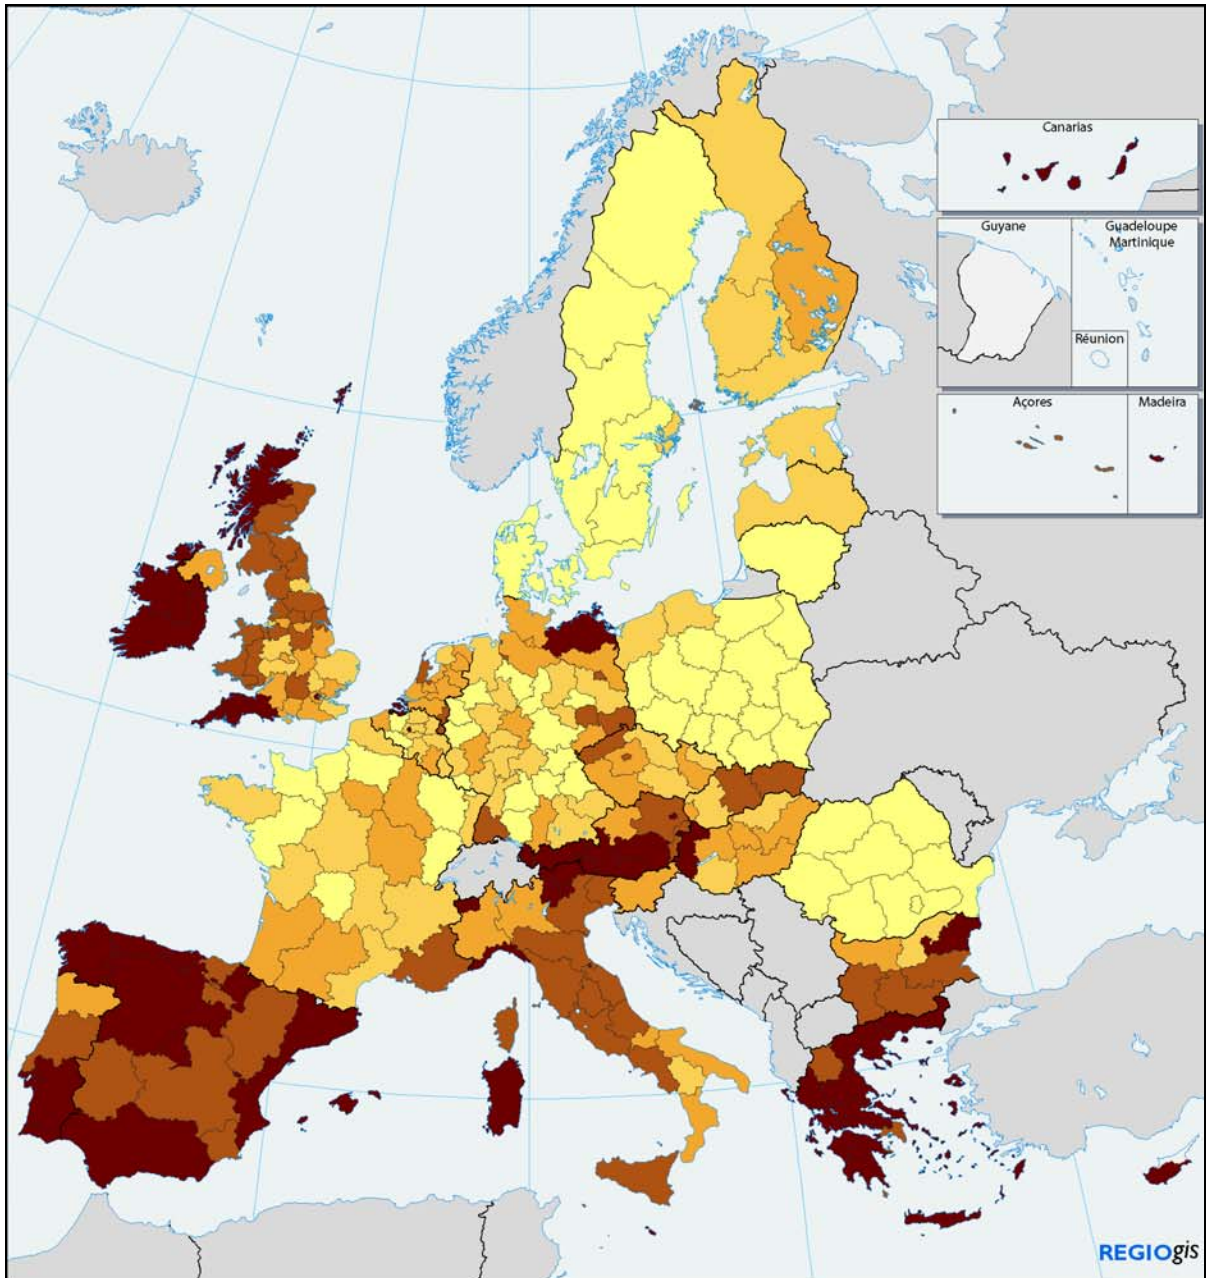 Canarias
Guyane
Guadeloupe
Martinique
Réunion
Açores
Madeira
REGIOgis